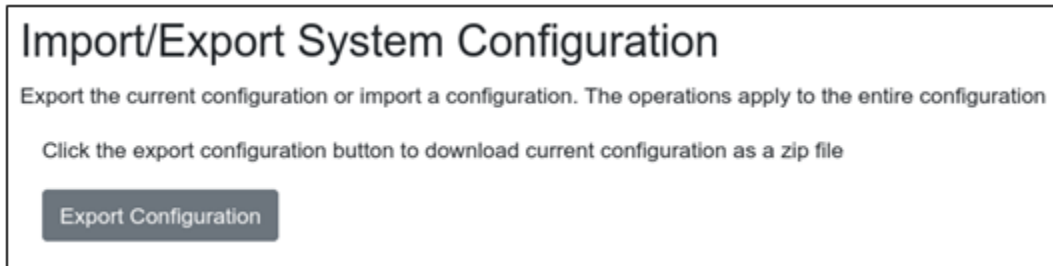 Import/Export System Configuration
Export the current configuration or import a configuration. The operations apply to the entire configuration
Click the export configuration button to download current configuration as a zip file
Export Configuration